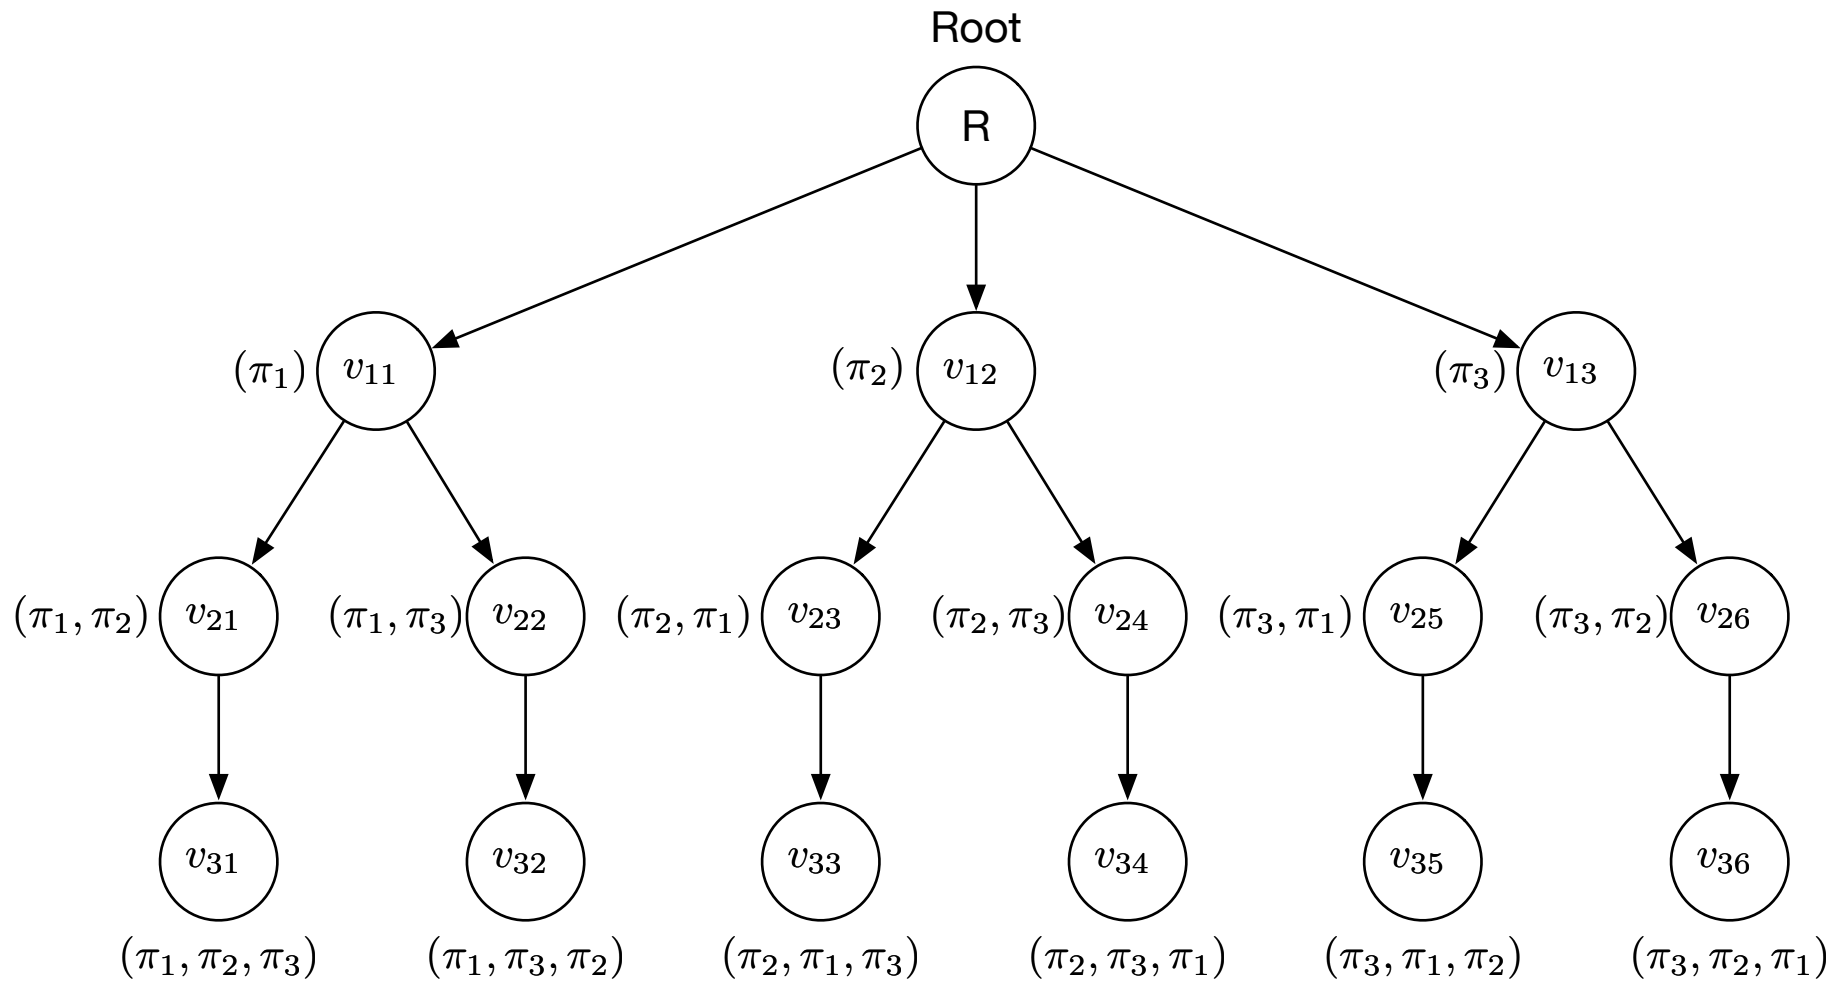 Root
R
(π₁) v₁₁ (π₂) v₁₂ (π₃) v₁₃
(π₁, π₂) v₂₁ (π₁, π₃) v₂₂ (π₂, π₁) v₂₃ (π₂, π₃) v₂₄ (π₃, π₁) v₂₅ (π₃, π₂) v₂₆
v₃₁ v₃₂ v₃₃ v₃₄ v₃₅ v₃₆
(π₁, π₂, π₃) (π₁, π₃, π₂) (π₂, π₁, π₃) (π₂, π₃, π₁) (π₃, π₁, π₂) (π₃, π₂, π₁)